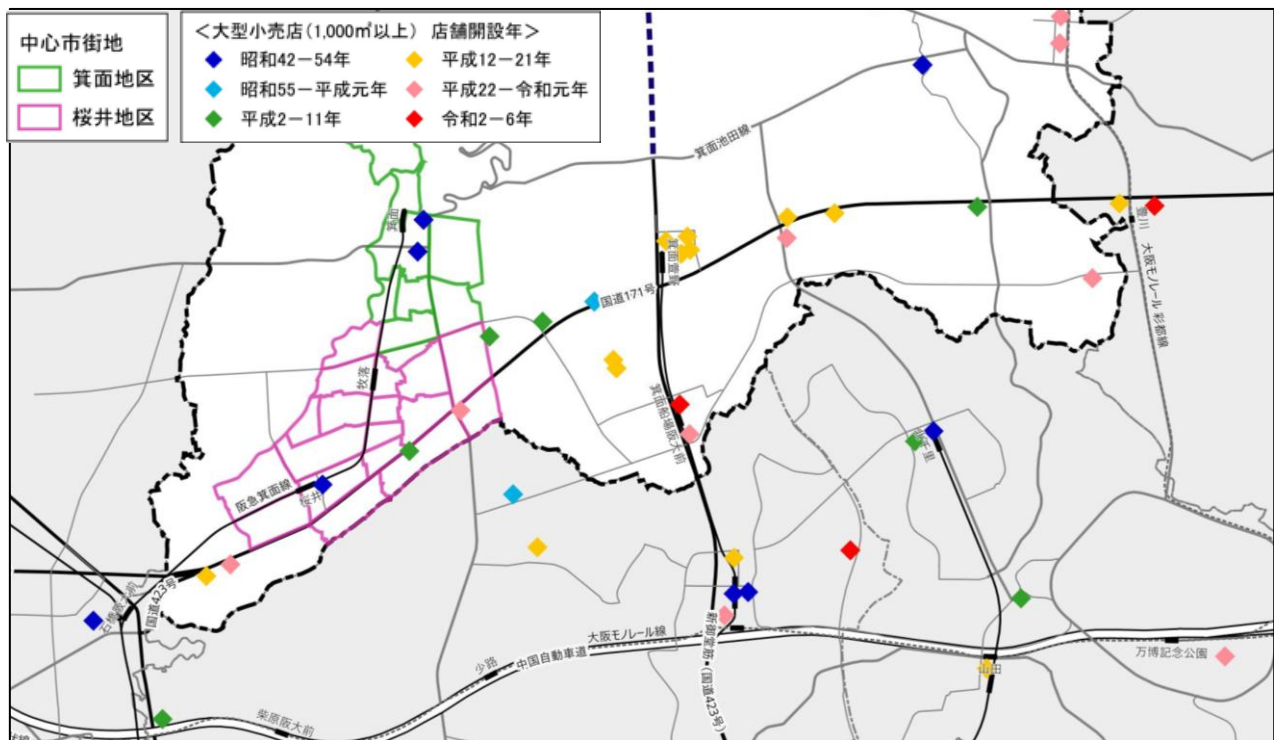 中心市街地
箕面地区
桜井地区
＜大型小売店（1,000㎡以上） 店舗開設年＞
昭和42－54年
平成12－21年
昭和55－平成元年
平成22－令和元年
平成2－11年
令和2－6年
箕面池田線
箕面
箕面萱野
豊川
大阪モノレール 彩都線
国道171号
牧落
箕面船場阪大前
北千里
阪急箕面線
桜井
石橋阪大前
国道423号
新御堂筋（国道423号）
大阪モノレール線
中国自動車道
少路
山田
万博記念公園
柴原阪大前